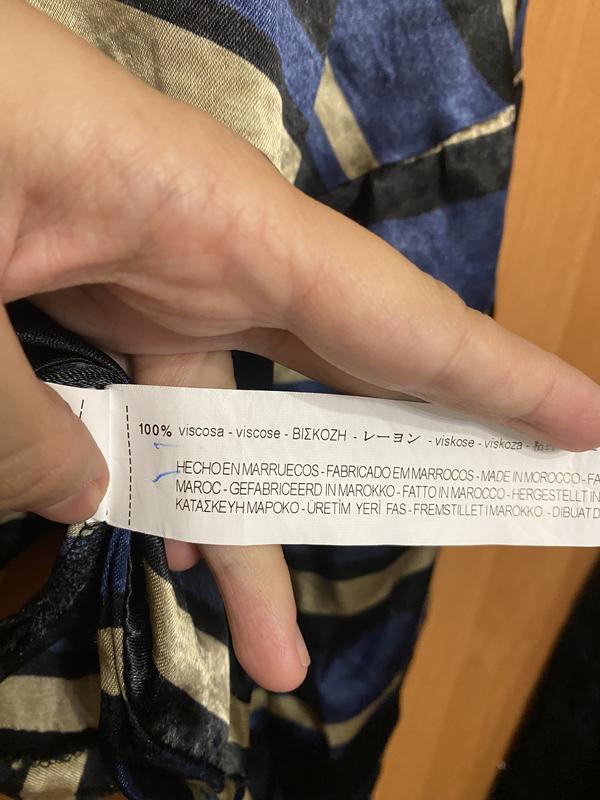 100% viscosa - viscose - ΒΙΣΚΟΖΗ - レーヨン - viskose - viskoza -
HECHO EN MARRUECOS - FABRICADO EM MARROCOS - MADE IN MOROCCO - FA
MAROC - GEFABRICEERD IN MAROKKO - FATTO IN MAROCCO - HERGESTELLT IN
ΚΑΤΑΣΚΕΥΗ ΜΑΡΟΚΟ - ÜRETİM YERİ FAS - FREMSTILLET I MAROKKO - DIBUAT D